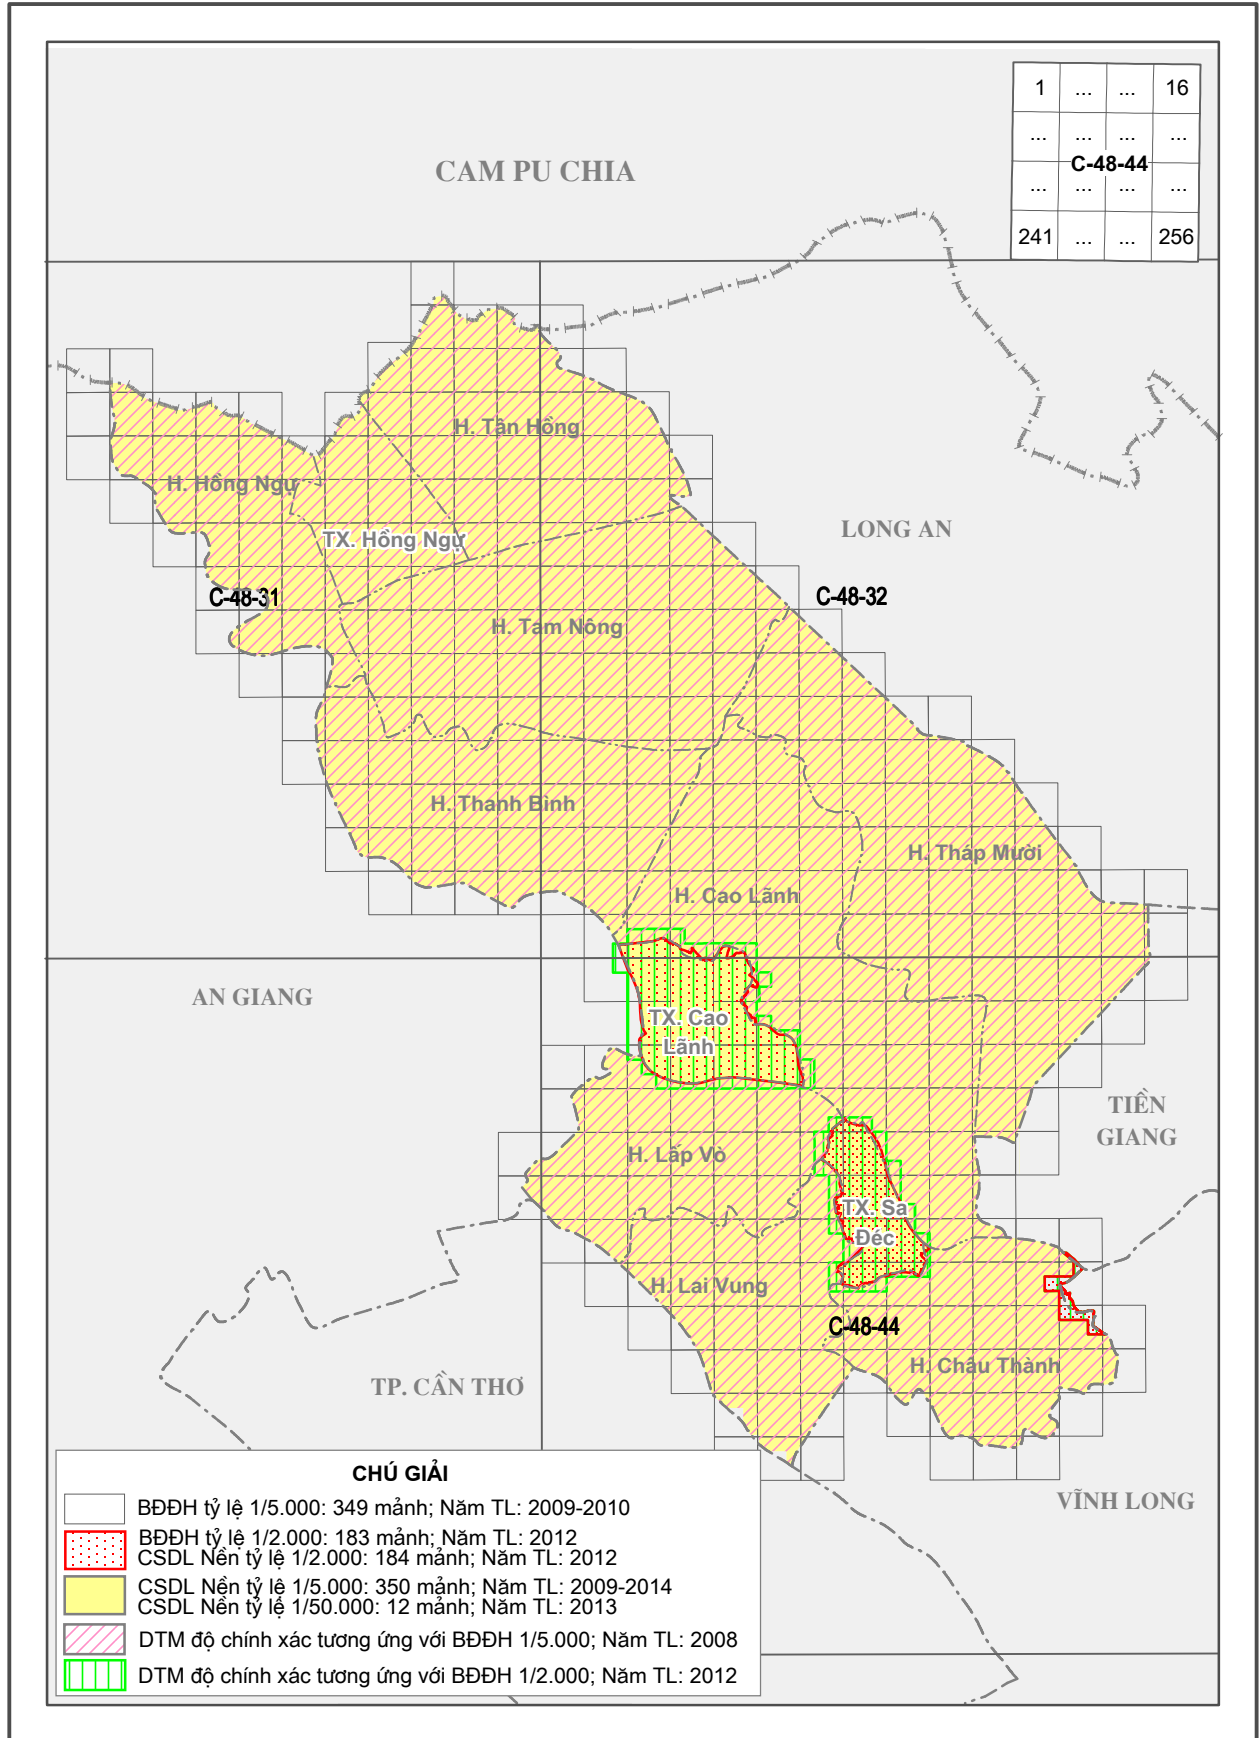 1 ... ... 16
... ... ... ...
C-48-44
... ... ... ...
241 ... ... 256
CAM PU CHIA
H. Tân Hồng
H. Hồng Ngự
LONG AN
TX. Hồng Ngự
C-48-31
C-48-32
H. Tam Nông
H. Thanh Bình
H. Tháp Mười
H. Cao Lãnh
AN GIANG
TX. Cao
Lãnh
TIỀN
GIANG
H. Lấp Vò
TX. Sa
Đéc
H. Lai Vung
C-48-44
H. Châu Thành
TP. CẦN THƠ
VĨNH LONG
CHÚ GIẢI
BĐĐH tỷ lệ 1/5.000: 349 mảnh; Năm TL: 2009-2010
BĐĐH tỷ lệ 1/2.000: 183 mảnh; Năm TL: 2012
CSDL Nền tỷ lệ 1/2.000: 184 mảnh; Năm TL: 2012
CSDL Nền tỷ lệ 1/5.000: 350 mảnh; Năm TL: 2009-2014
CSDL Nền tỷ lệ 1/50.000: 12 mảnh; Năm TL: 2013
DTM độ chính xác tương ứng với BĐĐH 1/5.000; Năm TL: 2008
DTM độ chính xác tương ứng với BĐĐH 1/2.000; Năm TL: 2012